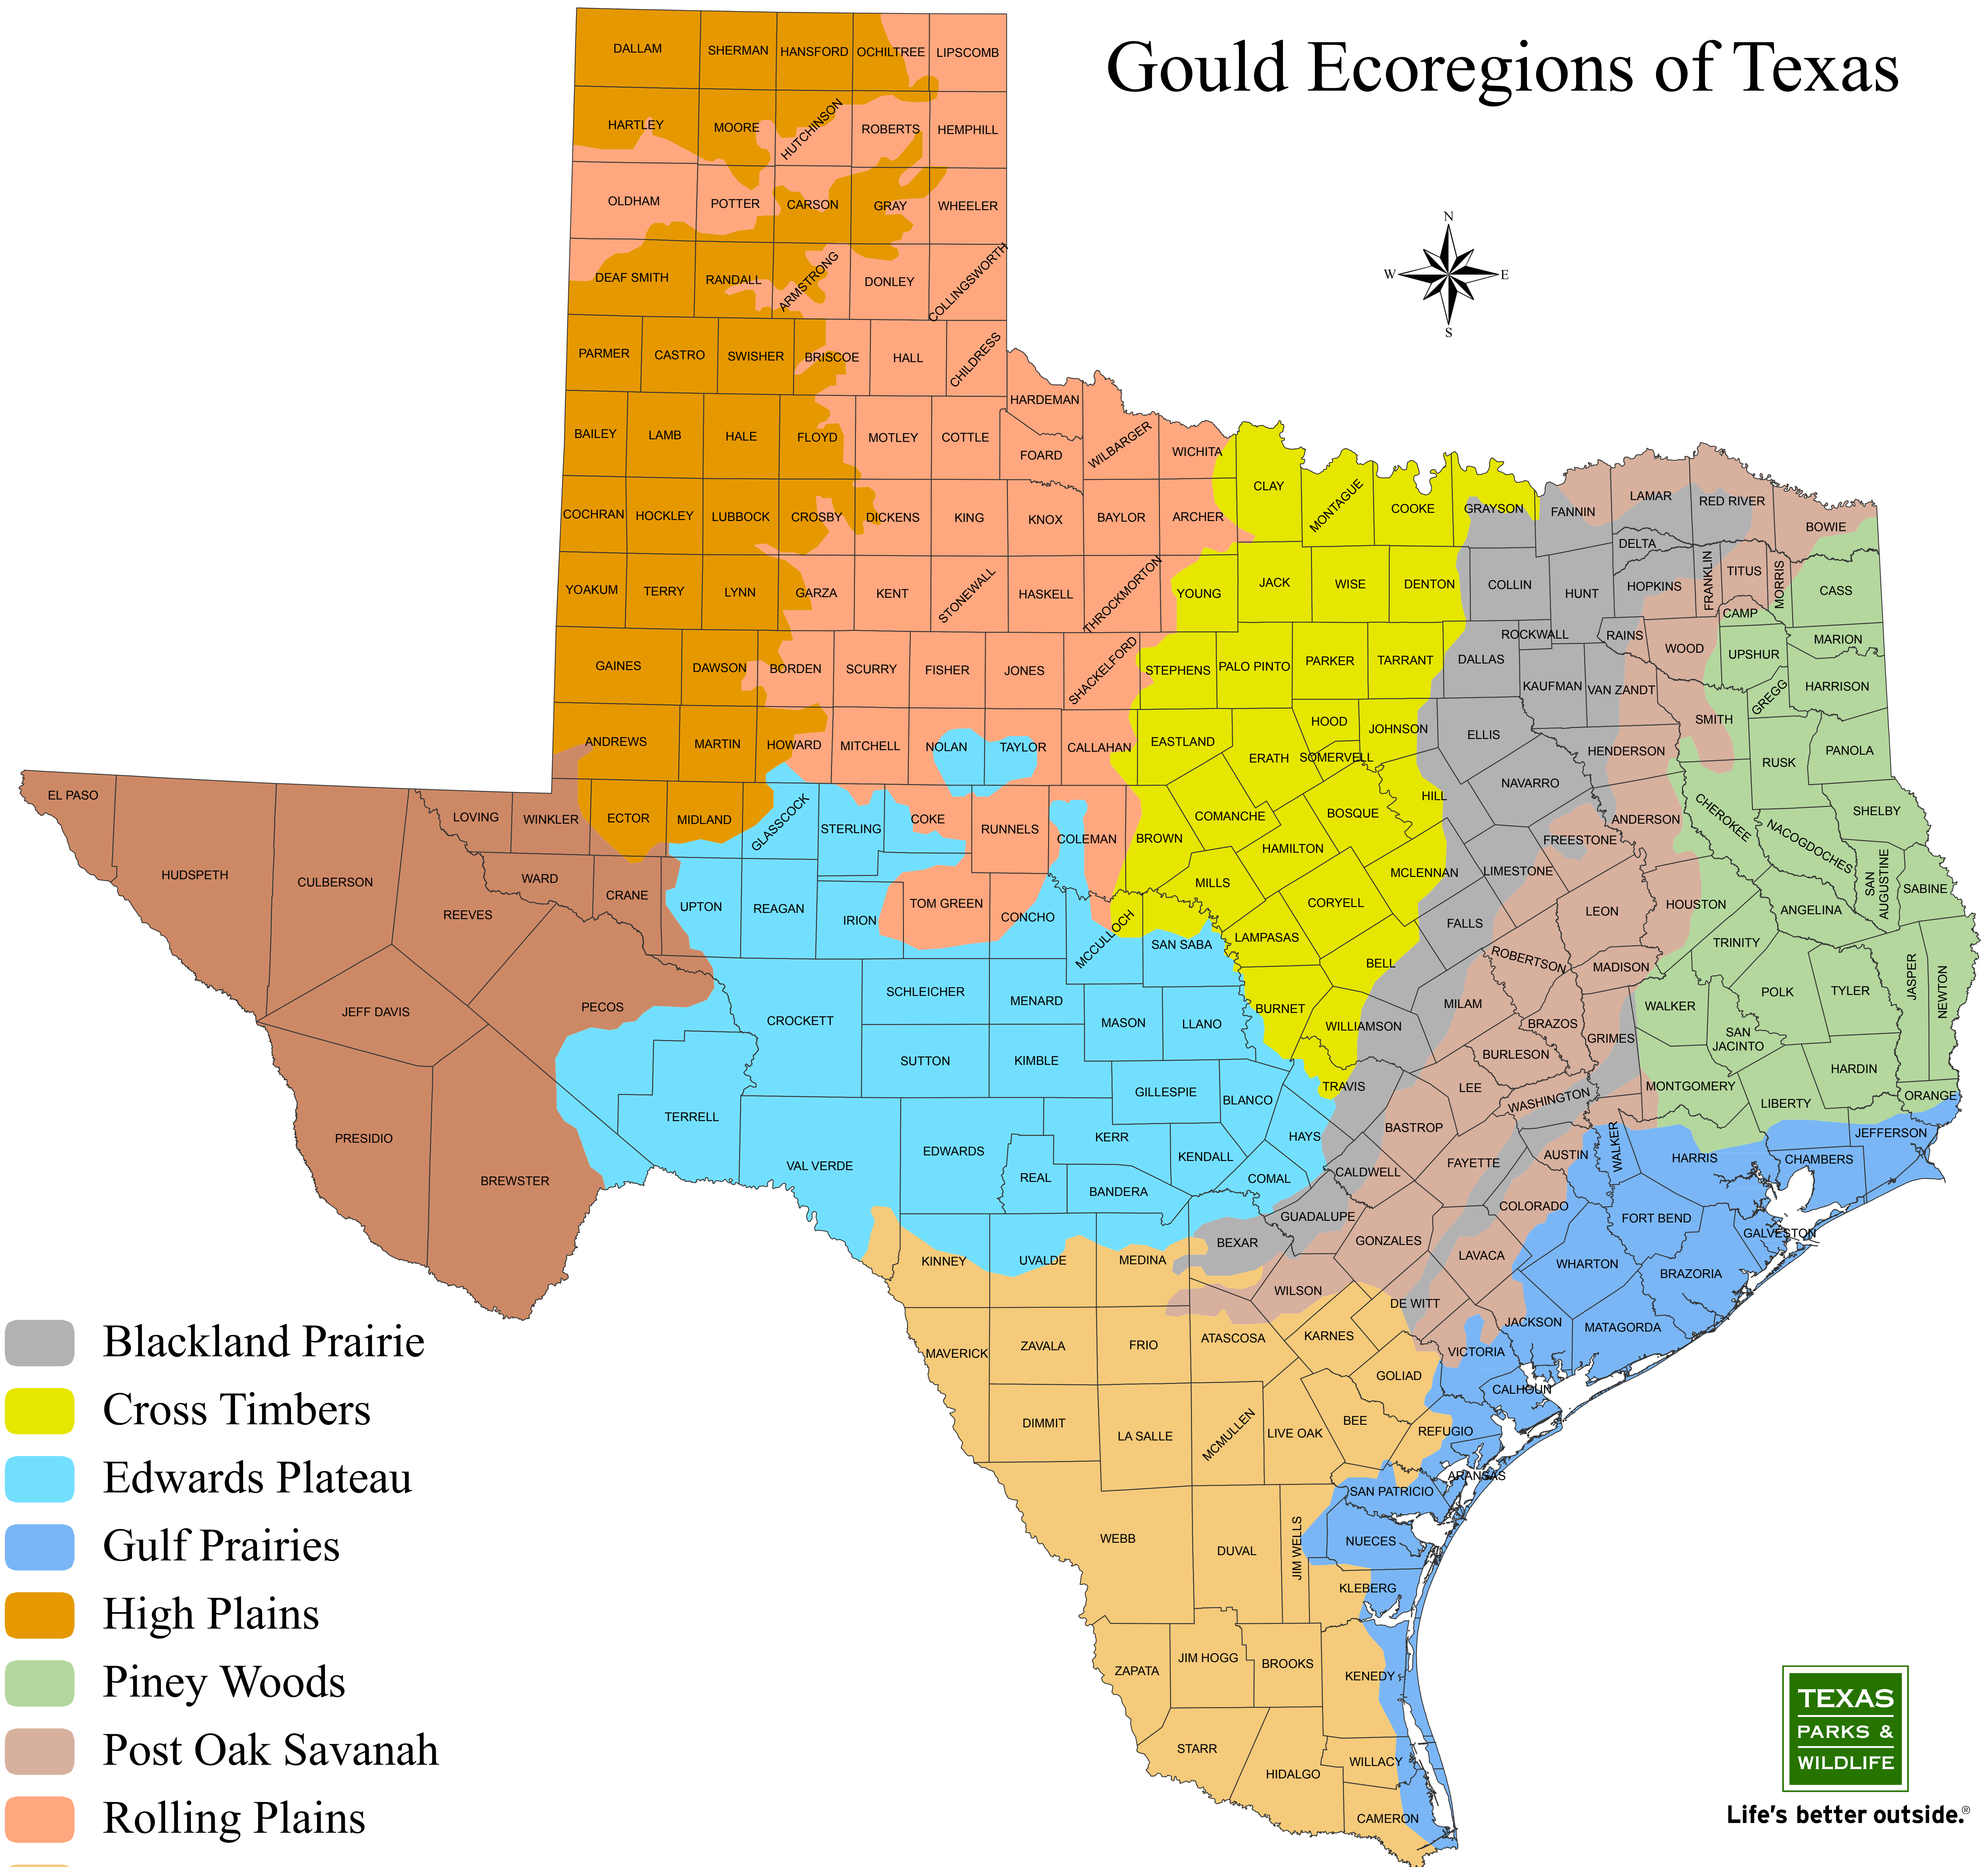 Gould Ecoregions of Texas
N
W E
S
DALLAM SHERMAN HANSFORD OCHILTREE LIPSCOMB
HARTLEY MOORE HUTCHINSON ROBERTS HEMPHILL
OLDHAM POTTER CARSON GRAY WHEELER
DEAF SMITH RANDALL ARMSTRONG DONLEY COLLINGSWORTH
PARMER CASTRO SWISHER BRISCOE HALL CHILDRESS
HARDEMAN
BAILEY LAMB HALE FLOYD MOTLEY COTTLE FOARD WILBARGER WICHITA
CLAY MONTAGUE COOKE GRAYSON FANNIN LAMAR RED RIVER BOWIE
COCHRAN HOCKLEY LUBBOCK CROSBY DICKENS KING KNOX BAYLOR ARCHER
DELTA
YOAKUM TERRY LYNN GARZA KENT STONEWALL HASKELL THROCKMORTON YOUNG JACK WISE DENTON COLLIN HUNT HOPKINS FRANKLIN TITUS MORRIS CASS
CAMP
GAINES DAWSON BORDEN SCURRY FISHER JONES SHACKELFORD STEPHENS PALO PINTO PARKER TARRANT DALLAS ROCKWALL RAINS WOOD UPSHUR MARION
KAUFMAN VAN ZANDT GREGG HARRISON
ANDREWS MARTIN HOWARD MITCHELL NOLAN TAYLOR CALLAHAN EASTLAND ERATH HOOD SOMERVELL JOHNSON ELLIS HENDERSON SMITH RUSK PANOLA
EL PASO HUDSPETH CULBERSON LOVING WINKLER ECTOR MIDLAND GLASSCOCK STERLING COKE RUNNELS COLEMAN BROWN COMANCHE BOSQUE HILL NAVARRO ANDERSON CHEROKEE NACOGDOCHES SHELBY
HAMILTON FREESTONE
REEVES WARD CRANE UPTON REAGAN IRION TOM GREEN CONCHO MCCULLOCH MILLS CORYELL MCLENNAN LIMESTONE SAN
AUGUSTINE SABINE
SAN SABA LAMPASAS FALLS LEON HOUSTON ANGELINA
TRINITY
JEFF DAVIS PECOS CROCKETT SCHLEICHER MENARD MASON LLANO BURNET BELL ROBERTSON MADISON
WILLIAMSON MILAM BRAZOS GRIMES WALKER POLK TYLER JASPER NEWTON
SAN
JACINTO
SUTTON KIMBLE BURLESON HARDIN
PRESIDIO TERRELL GILLESPIE BLANCO TRAVIS LEE WASHINGTON MONTGOMERY LIBERTY ORANGE
BREWSTER VAL VERDE EDWARDS KERR HAYS BASTROP JEFFERSON
REAL BANDERA KENDALL COMAL CALDWELL FAYETTE AUSTIN WALKER HARRIS CHAMBERS
GUADALUPE COLORADO FORT BEND GALVESTON
KINNEY UVALDE MEDINA BEXAR GONZALES LAVACA WHARTON BRAZORIA
WILSON DE WITT JACKSON MATAGORDA
MAVERICK ZAVALA FRIO ATASCOSA KARNES VICTORIA
GOLIAD CALHOUN
DIMMIT LA SALLE MCMULLEN LIVE OAK BEE REFUGIO
ARANSAS
SAN PATRICIO
WEBB DUVAL JIM WELLS NUECES
KLEBERG
ZAPATA JIM HOGG BROOKS KENEDY
STARR HIDALGO WILLACY
CAMERON
Blackland Prairie
Cross Timbers
Edwards Plateau
Gulf Prairies
High Plains
Piney Woods
Post Oak Savanah
Rolling Plains
TEXAS
PARKS &
WILDLIFE
Life's better outside.®